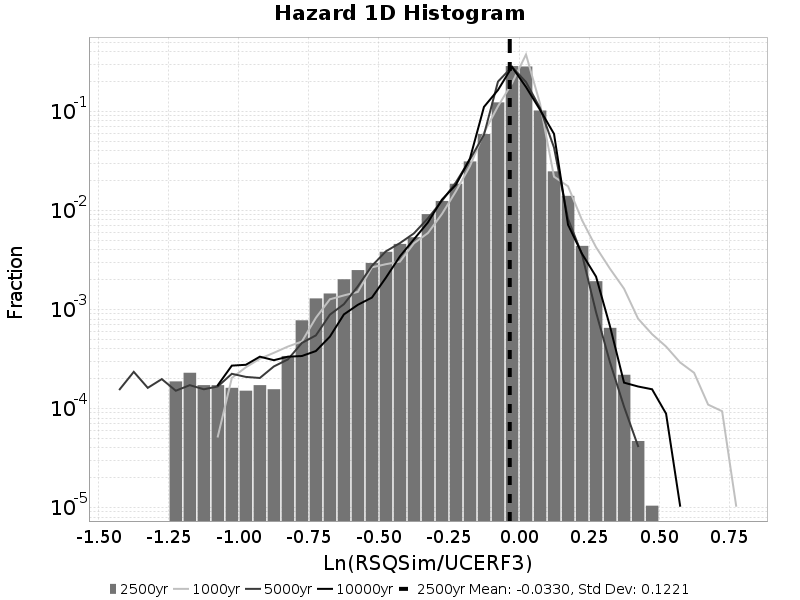 Hazard 1D Histogram
Fraction
10-1
10-2
10-3
10-4
10-5
-1.50 -1.25 -1.00 -0.75 -0.50 -0.25 0.00 0.25 0.50 0.75
Ln(RSQSim/UCERF3)
2500yr 1000yr 5000yr 10000yr 2500yr Mean: -0.0330, Std Dev: 0.1221